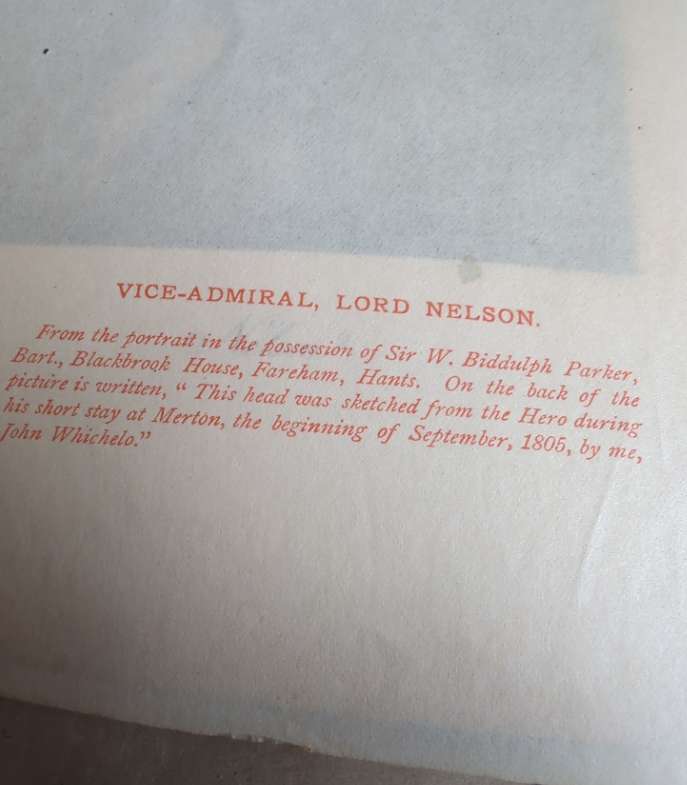 VICE-ADMIRAL, LORD NELSON.
From the portrait in the possession of Sir W. Biddulph Parker,
Bart., Blackbrook House, Fareham, Hants. On the back of the
picture is written, “ This head was sketched from the Hero during
his short stay at Merton, the beginning of September, 1805, by me,
John Whichelo.”